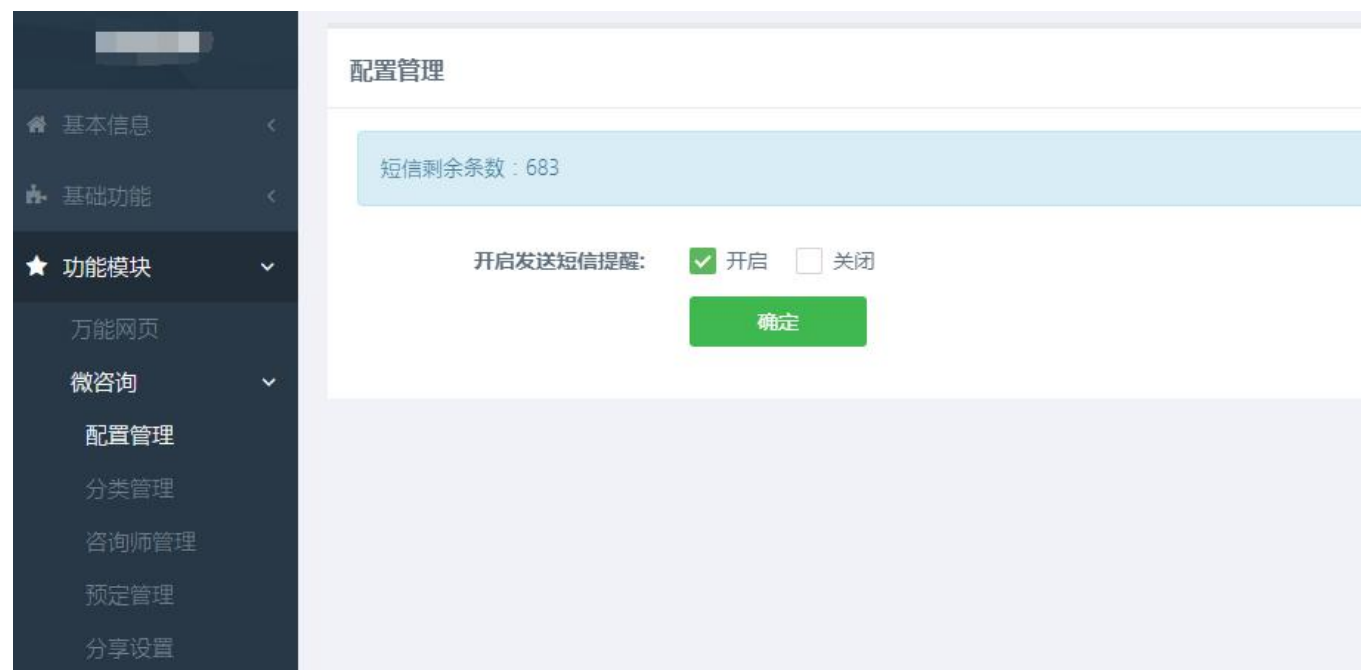 基本信息
基础功能
功能模块
万能网页
微咨询
配置管理
分类管理
咨询师管理
预定管理
分享设置
配置管理
短信剩余条数：683
开启发送短信提醒: 开启 关闭
确定